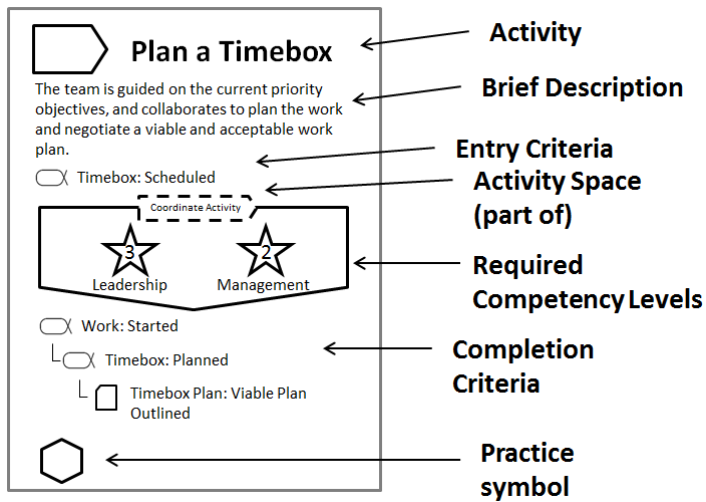 Plan a Timebox
The team is guided on the current priority
objectives, and collaborates to plan the work
and negotiate a viable and acceptable work
plan.
Timebox: Scheduled
Coordinate Activity
3
2
Leadership
Management
Work: Started
Timebox: Planned
Timebox Plan: Viable Plan
Outlined
Activity
Brief Description
Entry Criteria
Activity Space
(part of)
Required
Competency Levels
Completion
Criteria
Practice
symbol